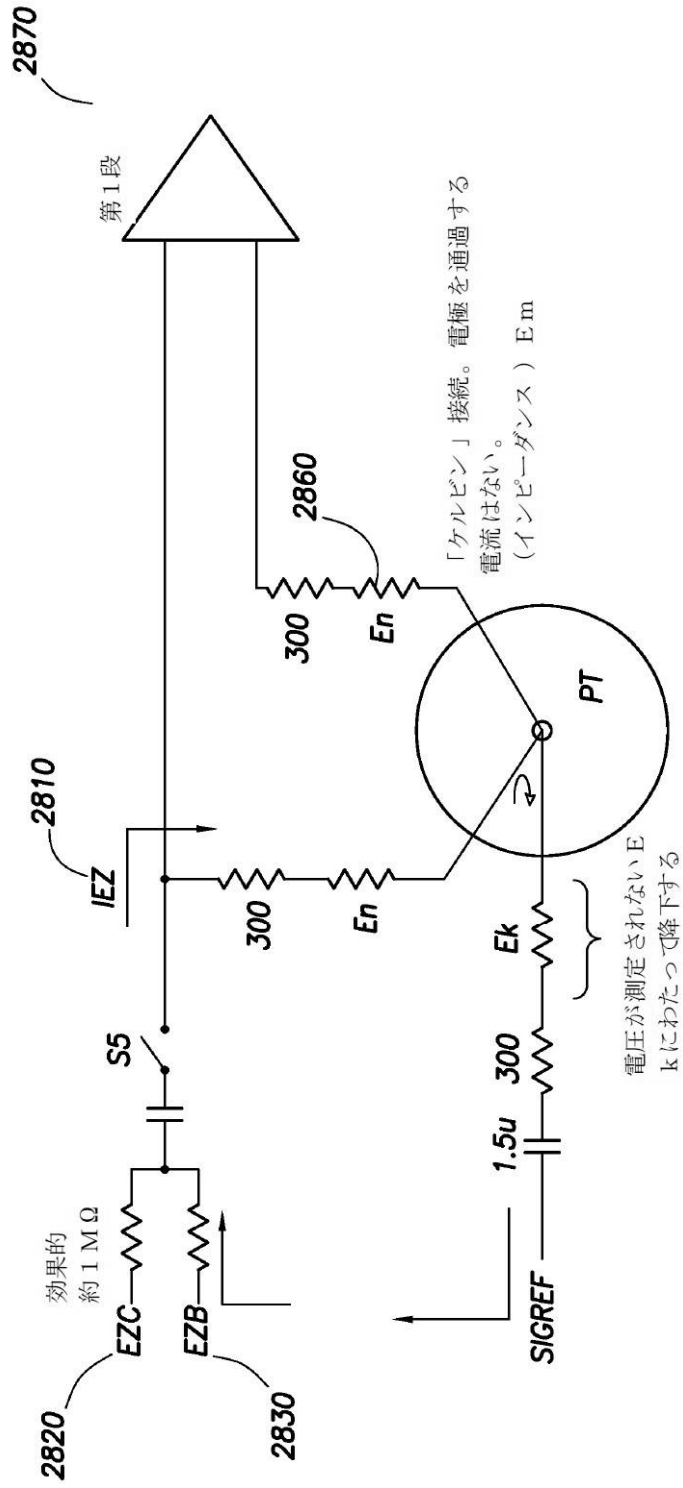 2870
第1段
2810
IEZ
S5
効果的
約1MΩ
2820
EZC
EZB
2830
300
En
300
En
2860
「ケルビン」接続。電極を通過する
電流はない。
(インピーダンス) Em
PT
SIGREF
1.5u
300
Ek
電圧が測定されないE
kにわたって降下する